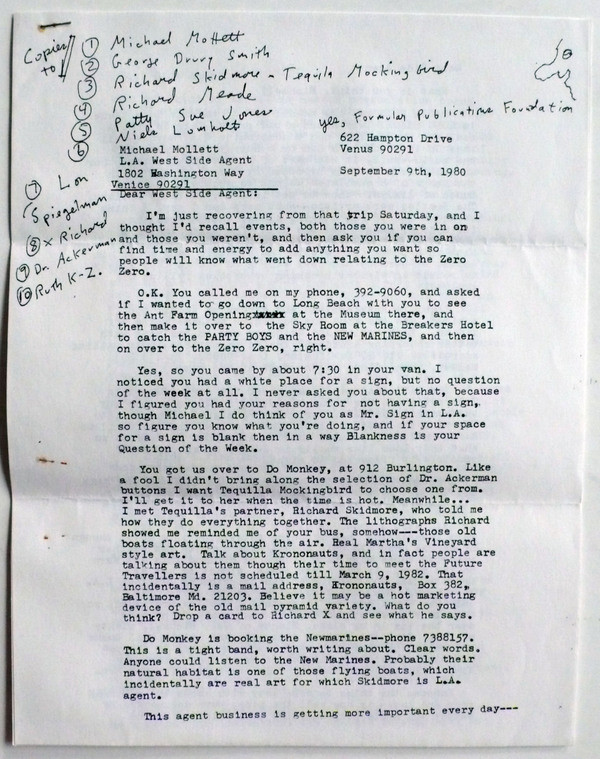 Copies to
① Michael Mollett
② George Drury Smith
③ Richard Skidmore - Tequila Mockingbird
④ Richard Meade
⑤ Patty Sue Jones
⑥ Niels Lomholt
yes, Formular Publications Foundation
⑦ Lon Spiegelman
⑧ x Richard
⑨ Dr. Ackerman
⑩ Ruth K-Z.
622 Hampton Drive
Venus 90291
September 9th, 1980
Michael Mollett
L.A. West Side Agent
1802 Washington Way
Venice 90291
Dear West Side Agent:
I'm just recovering from that trip Saturday, and I
thought I'd recall events, both those you were in on
and those you weren't, and then ask you if you can
find time and energy to add anything you want so
people will know what went down relating to the Zero
Zero.
O.K. You called me on my phone, 392-9060, and asked
if I wanted to go down to Long Beach with you to see
the Ant Farm Opening at the Museum there, and
then make it over to the Sky Room at the Breakers Hotel
to catch the PARTY BOYS and the NEW MARINES, and then
on over to the Zero Zero, right.
Yes, so you came by about 7:30 in your van. I
noticed you had a white place for a sign, but no question
of the week at all. I never asked you about that, because
I figured you had your reasons for not having a sign,
though Michael I do think of you as Mr. Sign in L.A.
so figure you know what you're doing, and if your space
for a sign is blank then in a way Blankness is your
Question of the Week.
You got us over to Do Monkey, at 912 Burlington. Like
a fool I didn't bring along the selection of Dr. Ackerman
buttons I want Tequilla Mockingbird to choose one from.
I'll get it to her when the time is hot. Meanwhile...
I met Tequilla's partner, Richard Skidmore, who told me
how they do everything together. The lithographs Richard
showed me reminded me of your bus, somehow---those old
boats floating through the air. Real Martha's Vineyard
style art. Talk about Krononauts, and in fact people are
talking about them though their time to meet the Future
Travellers is not scheduled till March 9, 1982. That
incidentally is a mail address, Krononauts, Box 382,
Baltimore Md. 21203. Believe it may be a hot marketing
device of the old mail pyramid variety. What do you
think? Drop a card to Richard X and see what he says.
Do Monkey is booking the Newmarines--phone 7388157.
This is a tight band, worth writing about. Clear words.
Anyone could listen to the New Marines. Probably their
natural habitat is one of those flying boats, which
incidentally are real art for which Skidmore is L.A.
agent.
This agent business is getting more important every day---